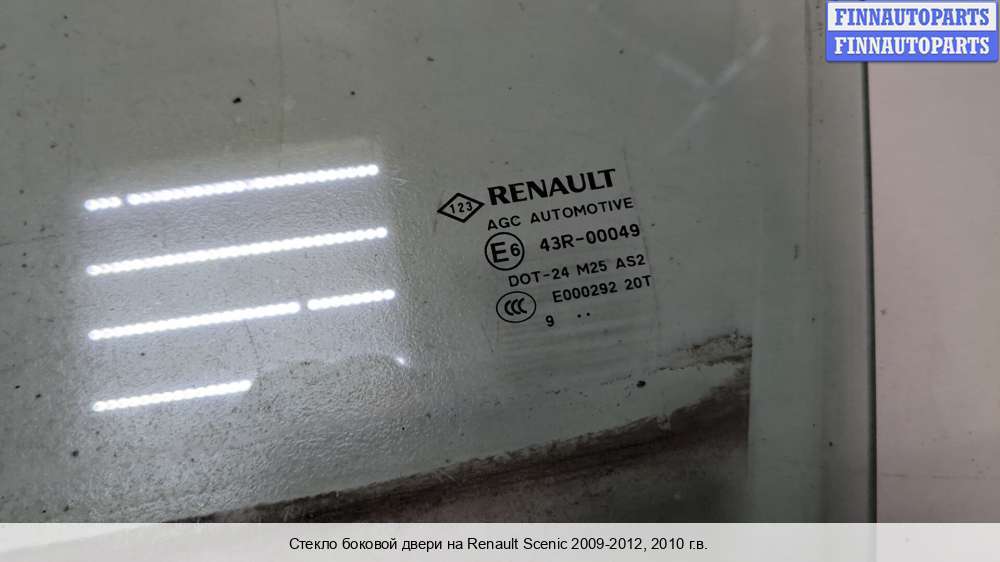 FINNAUTOPARTS
FINNAUTOPARTS
123 RENAULT
AGC AUTOMOTIVE
E6 43R-00049
DOT-24 M25 AS2
CCC E000292 20T
9 ..
Стекло боковой двери на Renault Scenic 2009-2012, 2010 г.в.